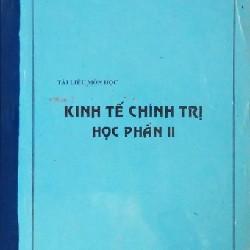 TÀI LIỆU MÔN HỌC
KINH TẾ CHÍNH TRỊ
HỌC PHẦN II